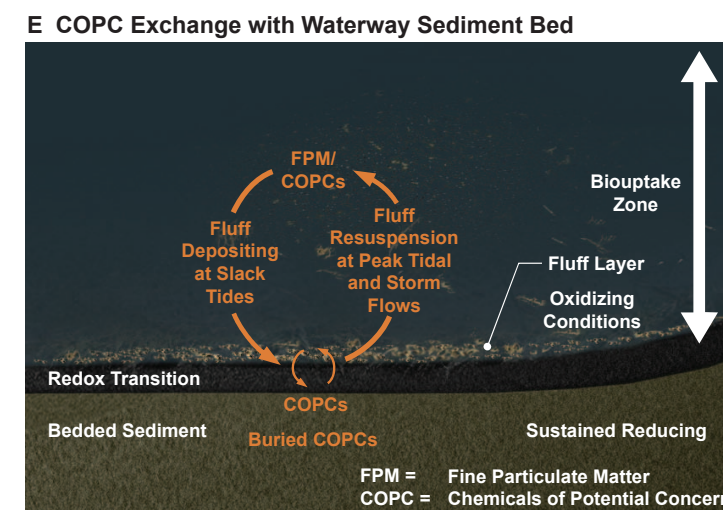 E COPC Exchange with Waterway Sediment Bed
FPM/
COPCs
Fluff
Depositing
at Slack
Tides
Fluff
Resuspension
at Peak Tidal
and Storm
Flows
Biouptake
Zone
Fluff Layer
Oxidizing
Conditions
Redox Transition
COPCs
Bedded Sediment
Buried COPCs
Sustained Reducing
FPM = Fine Particulate Matter
COPC = Chemicals of Potential Concern